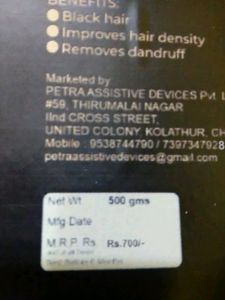 BENEFITS:
Black hair
Improves hair density
Removes dandruff
Marketed by
PETRA ASSISTIVE DEVICES Pvt.
#59, THIRUMALAI NAGAR
IInd CROSS STREET,
UNITED COLONY, KOLATHUR,
Mobile : 9538744790 / 7397347928
petraassistivedevices@gmail.com
Net Wt. 500 gms
Mfg Date
M.R.P. Rs. Rs.700/-